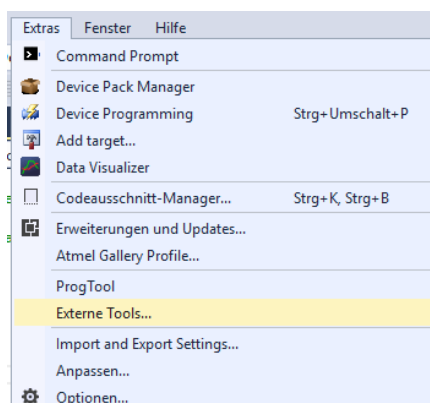 Extras Fenster Hilfe
Command Prompt
Device Pack Manager
Device Programming Strg+Umschalt+P
Add target...
Data Visualizer
Codeausschnitt-Manager... Strg+K, Strg+B
Erweiterungen und Updates...
Atmel Gallery Profile...
ProgTool
Externe Tools...
Import and Export Settings...
Anpassen...
Optionen...